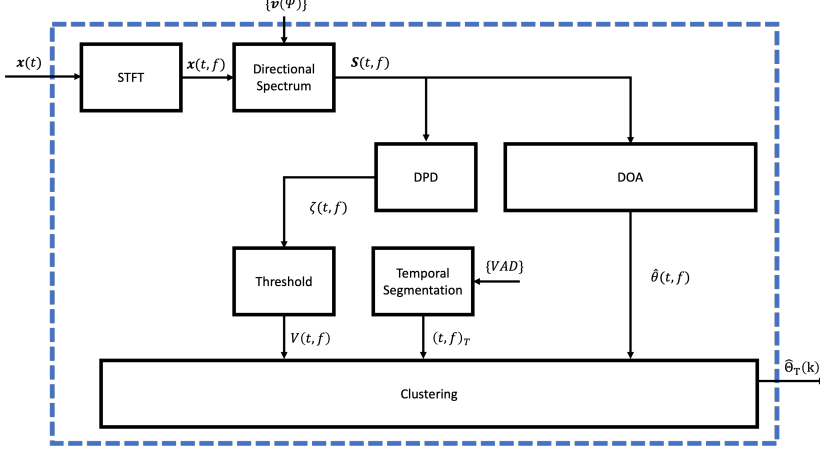 {𝒗(Ψ)}
𝒙(t)
STFT
𝒙(t, f)
Directional
Spectrum
𝑺(t, f)
DPD
DOA
ζ(t, f)
Threshold
Temporal
Segmentation
{VAD}
θ̂(t, f)
V(t, f)
(t, f)_T
Clustering
Θ̂_T(k)